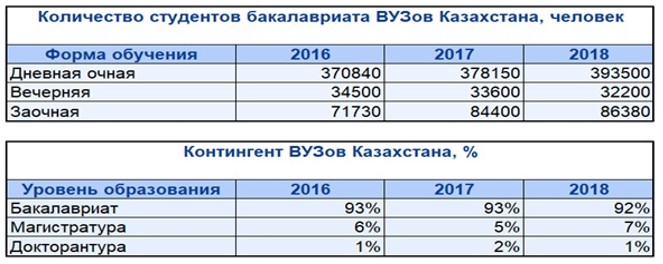 Количество студентов бакалавриата ВУЗов Казахстана, человек
Форма обучения 2016 2017 2018
Дневная очная 370840 378150 393500
Вечерняя 34500 33600 32200
Заочная 71730 84400 86380
Контингент ВУЗов Казахстана, %
Уровень образования 2016 2017 2018
Бакалавриат 93% 93% 92%
Магистратура 6% 5% 7%
Докторантура 1% 2% 1%